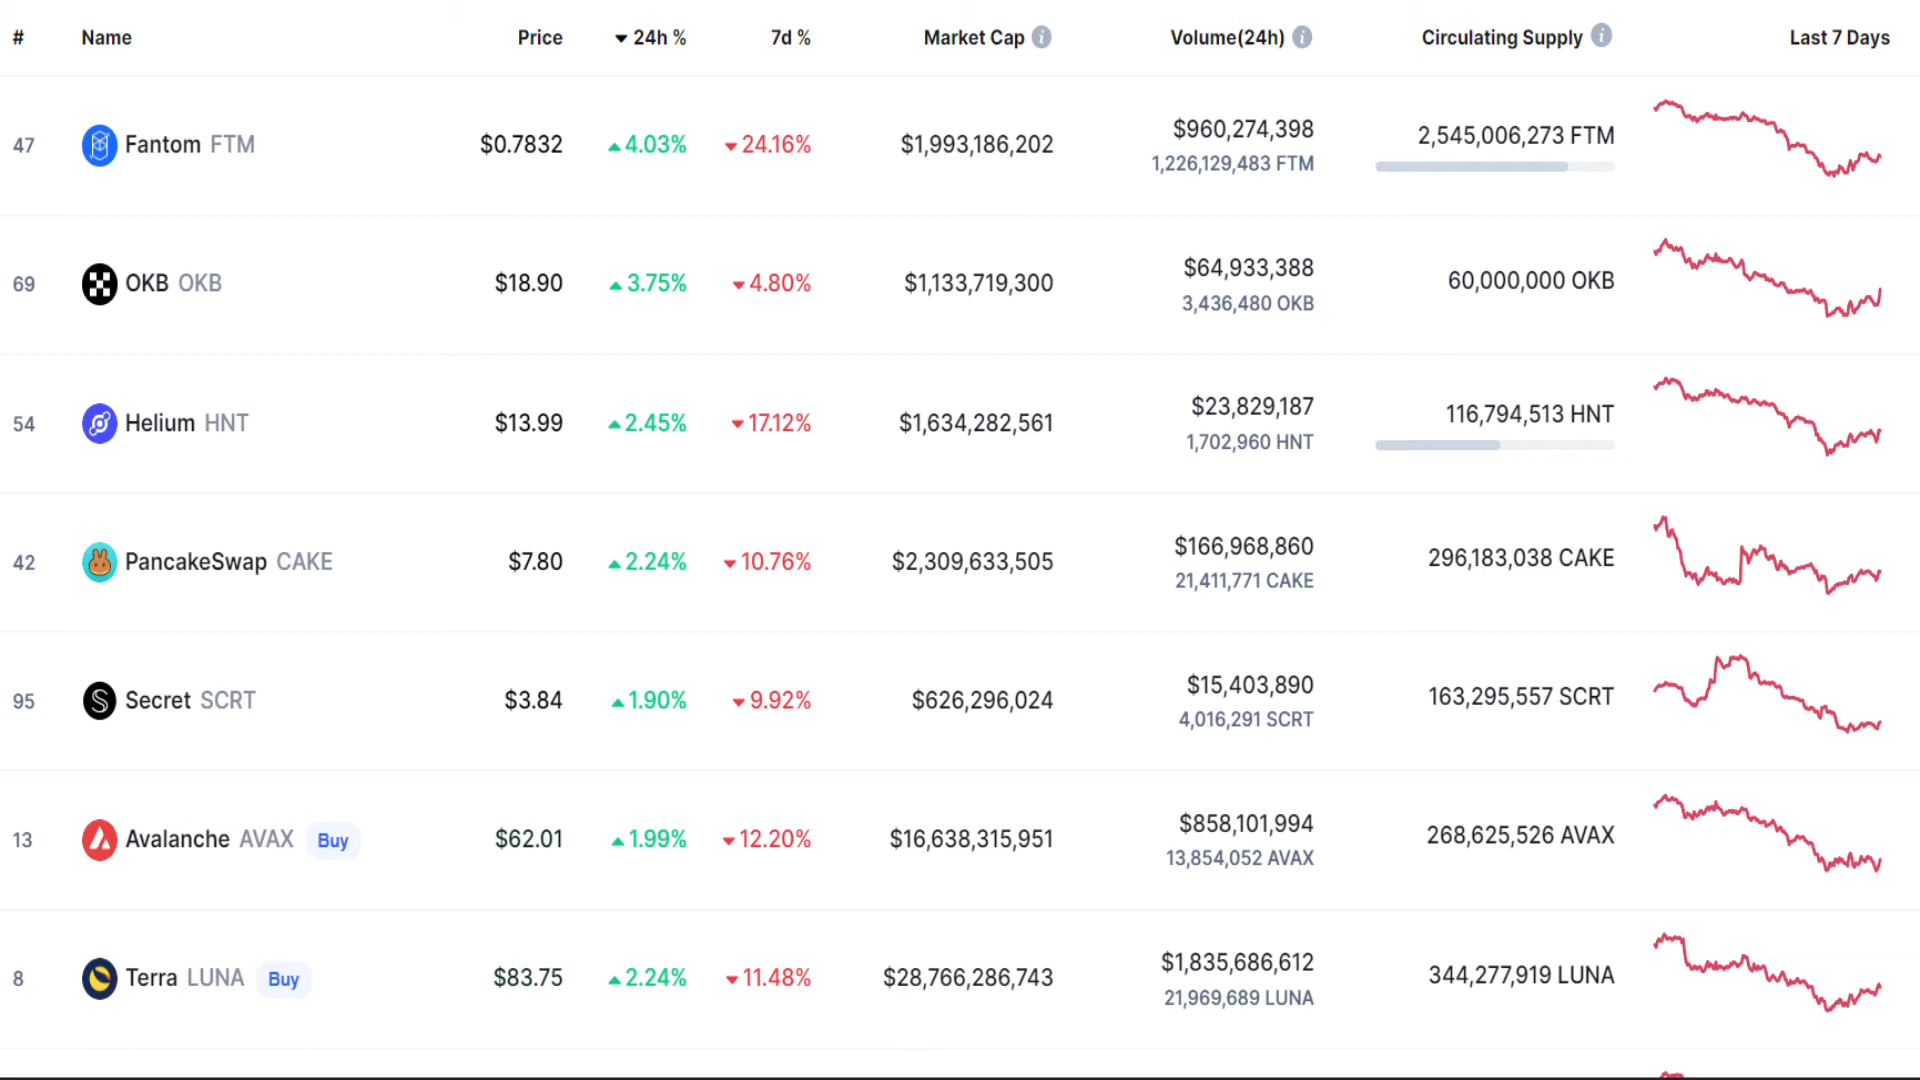 # Name Price 24h % 7d % Market Cap Volume(24h) Circulating Supply Last 7 Days
47 Fantom FTM $0.7832 4.03% 24.16% $1,993,186,202 $960,274,398 2,545,006,273 FTM
1,226,129,483 FTM
69 OKB OKB $18.90 3.75% 4.80% $1,133,719,300 $64,933,388 60,000,000 OKB
3,436,480 OKB
54 Helium HNT $13.99 2.45% 17.12% $1,634,282,561 $23,829,187 116,794,513 HNT
1,702,960 HNT
42 PancakeSwap CAKE $7.80 2.24% 10.76% $2,309,633,505 $166,968,860 296,183,038 CAKE
21,411,771 CAKE
95 Secret SCRT $3.84 1.90% 9.92% $626,296,024 $15,403,890 163,295,557 SCRT
4,016,291 SCRT
13 Avalanche AVAX Buy $62.01 1.99% 12.20% $16,638,315,951 $858,101,994 268,625,526 AVAX
13,854,052 AVAX
8 Terra LUNA Buy $83.75 2.24% 11.48% $28,766,286,743 $1,835,686,612 344,277,919 LUNA
21,969,689 LUNA